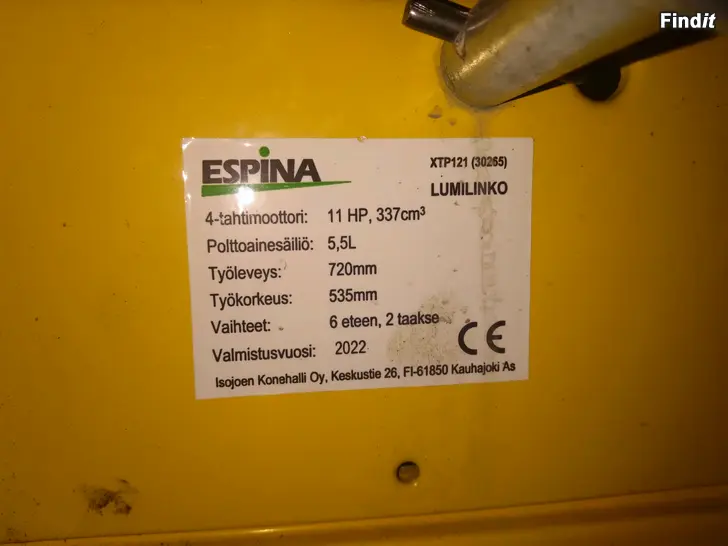 Findit
ESPINA
XTP121 (30265)
LUMILINKO
4-tahtimoottori: 11 HP, 337cm³
Polttoainesäiliö: 5,5L
Työleveys: 720mm
Työkorkeus: 535mm
Vaihteet: 6 eteen, 2 taakse
Valmistusvuosi: 2022
CE
Isojoen Konehalli Oy, Keskustie 26, FI-61850 Kauhajoki As